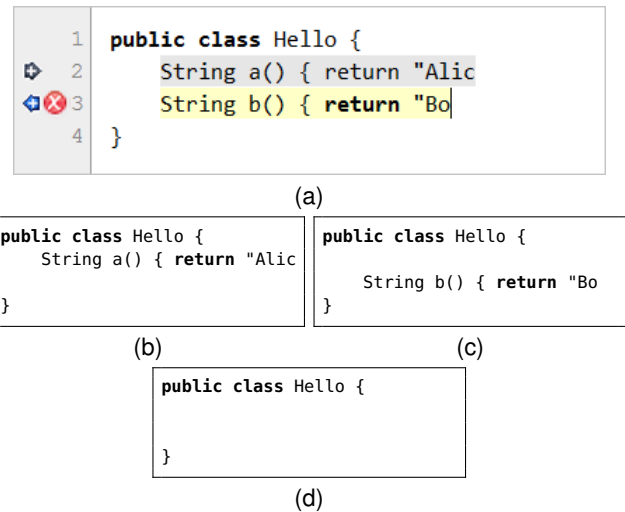 1 public class Hello {
2 String a() { return "Alic
3 String b() { return "Bo
4 }
(a)
public class Hello {
String a() { return "Alic
}
(b)
public class Hello {
String b() { return "Bo
}
(c)
public class Hello {
}
(d)